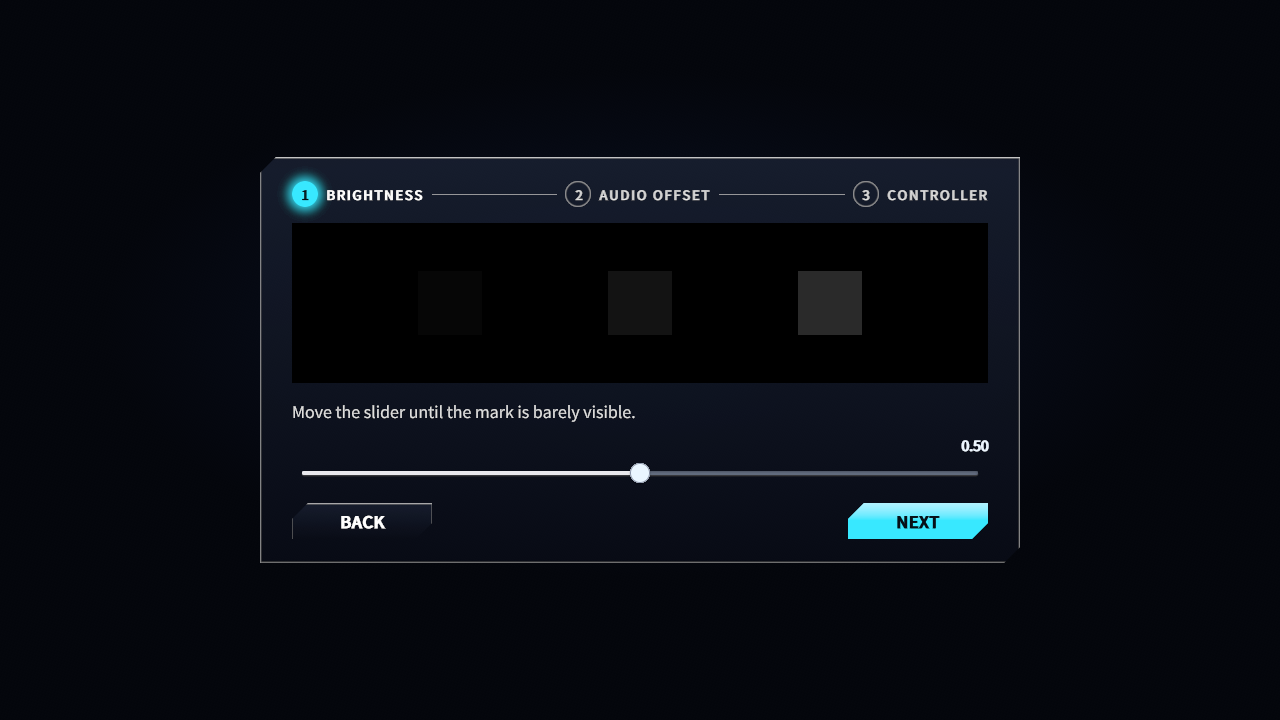 1 BRIGHTNESS 2 AUDIO OFFSET 3 CONTROLLER
Move the slider until the mark is barely visible.
0.50
BACK NEXT